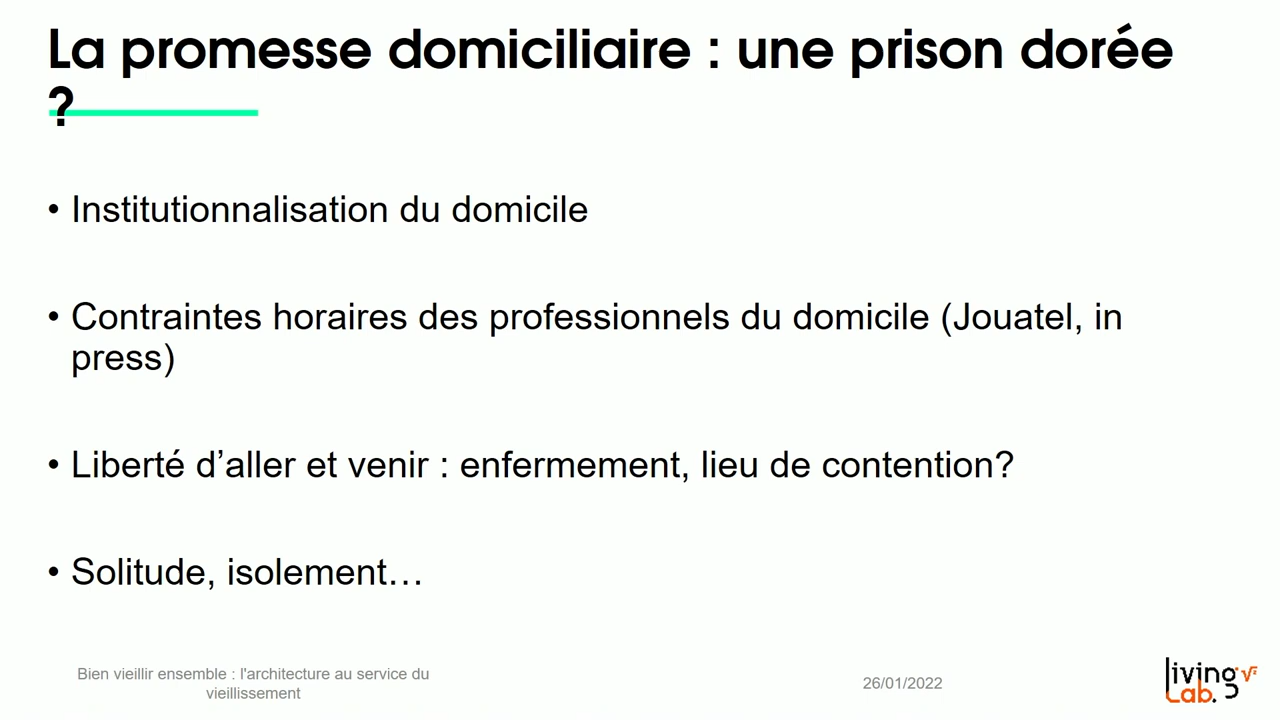 La promesse domiciliaire : une prison dorée
?
• Institutionnalisation du domicile
• Contraintes horaires des professionnels du domicile (Jouatel, in
press)
• Liberté d’aller et venir : enfermement, lieu de contention?
• Solitude, isolement…
Bien vieillir ensemble : l'architecture au service du
vieillissement
26/01/2022
living
Lab.